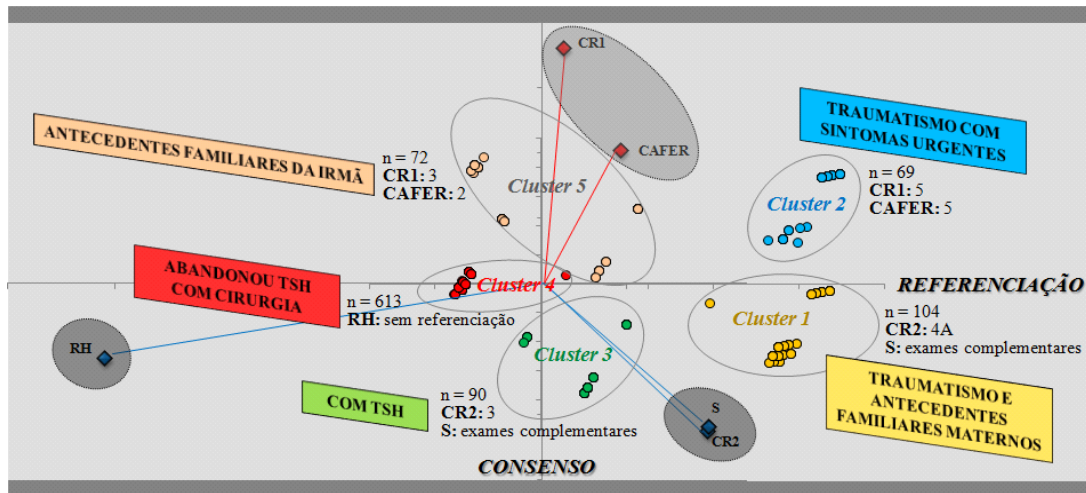 CR1
TRAUMATISMO COM
SINTOMAS URGENTES
ANTECEDENTES FAMILIARES DA IRMÃ
n = 72
CR1: 3
CAFER: 2
CAFER
Cluster 5
n = 69
CR1: 5
CAFER: 5
Cluster 2
ABANDONOU TSH
COM CIRURGIA
n = 613
RH: sem referenciação
Cluster 4
REFERENCIAÇÃO
Cluster 1
n = 104
CR2: 4A
S: exames complementares
RH
Cluster 3
COM TSH
n = 90
CR2: 3
S: exames complementares
S
CR2
TRAUMATISMO E
ANTECEDENTES
FAMILIARES MATERNOS
CONSENSO